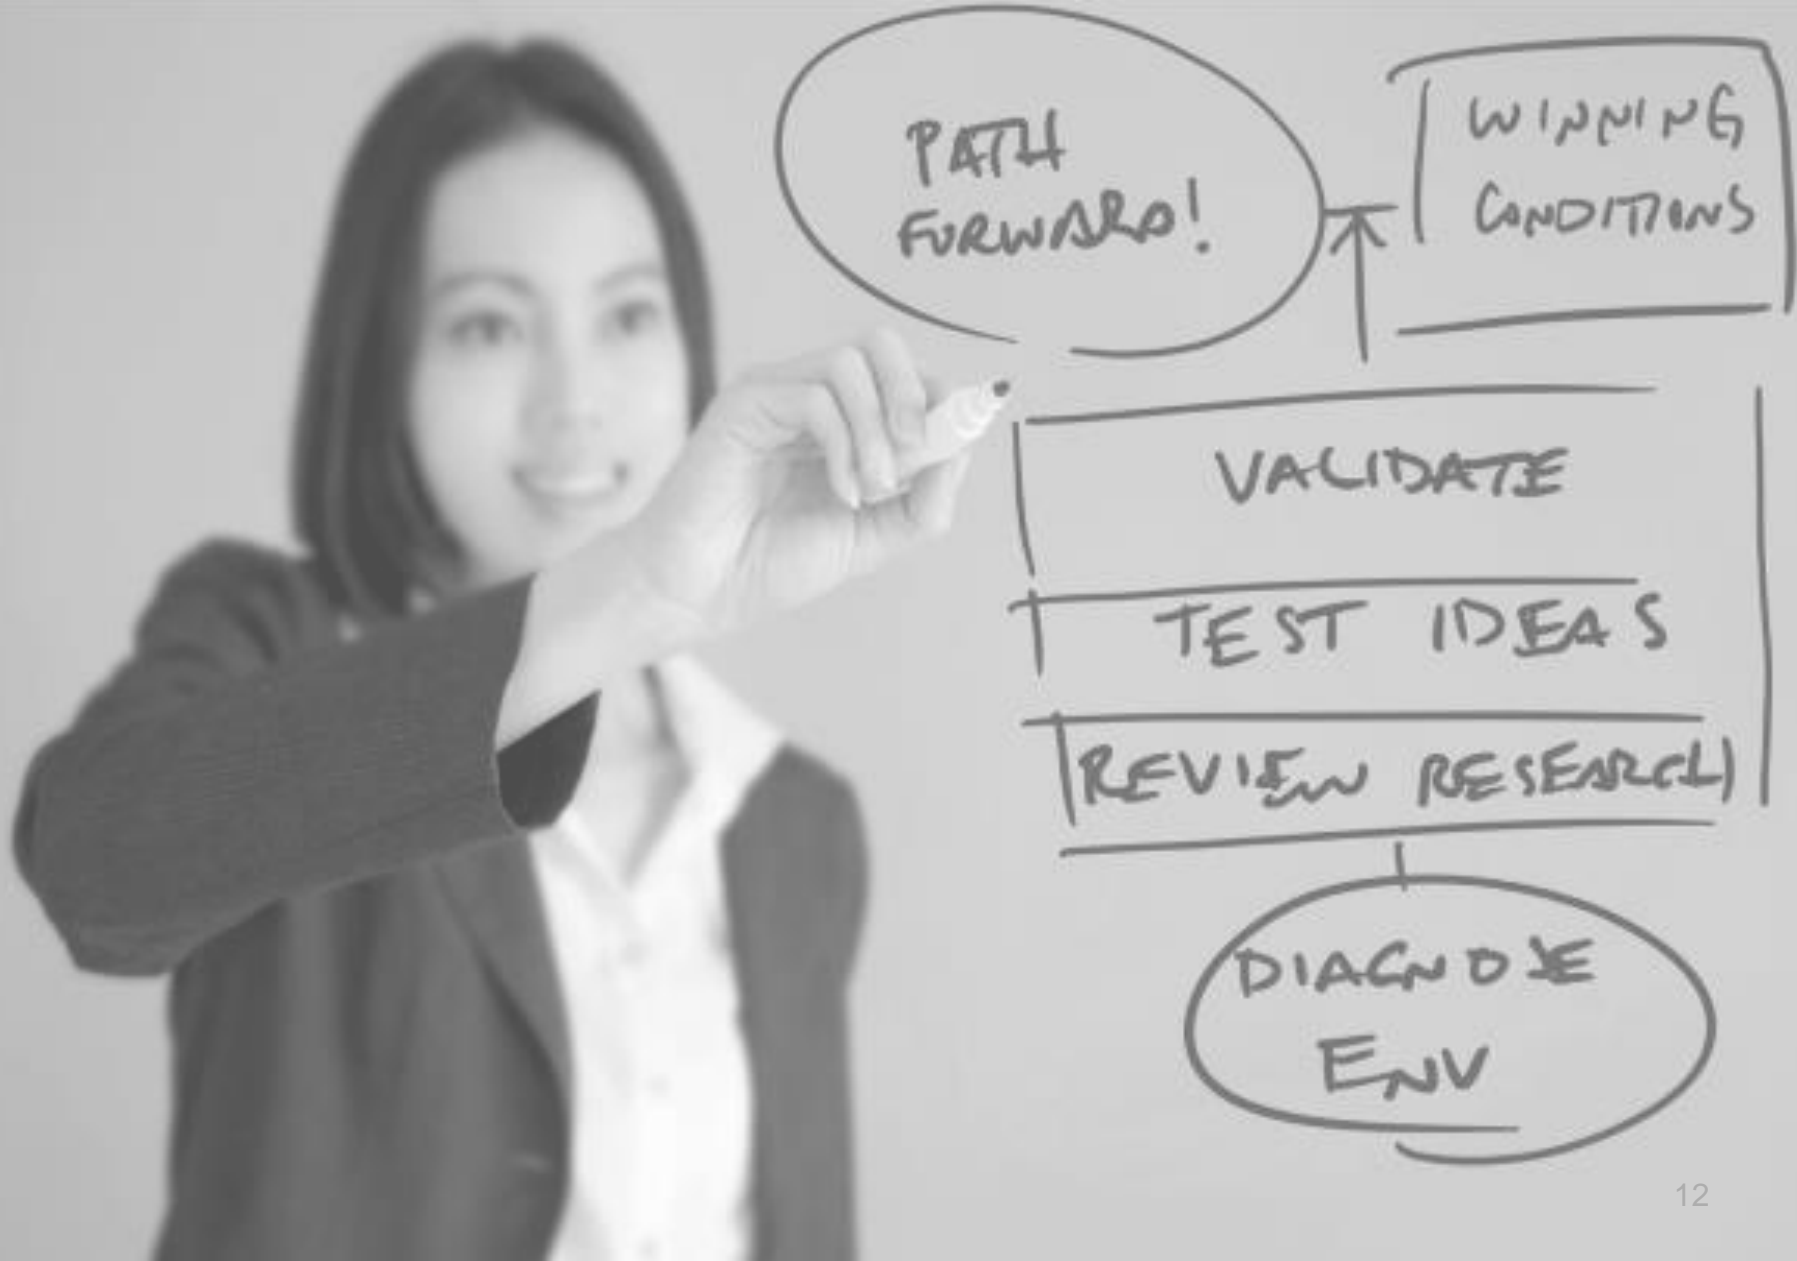 PATH
FORWARD!
WINNING
CONDITIONS
VALIDATE
TEST IDEAS
REVIEW RESEARCH
DIAGNOSE
ENV
12